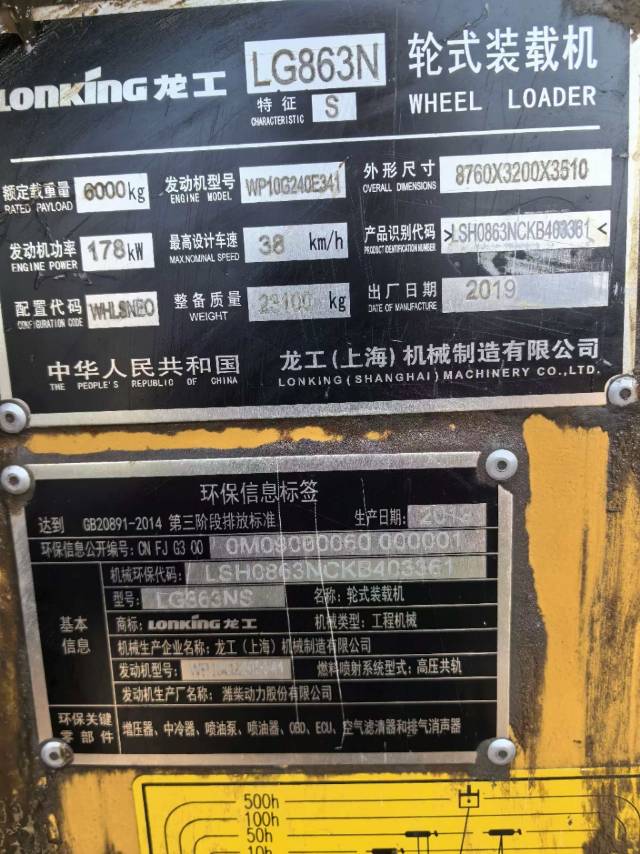 LONKING 龙工 LG863N 轮式装载机
特征 S WHEEL LOADER
CHARACTERISTIC
额定载重量 6000kg 发动机型号 WP10G240E341 外形尺寸 8760X3200X3510
RATED PAYLOAD ENGINE MODEL OVERALL DIMENSIONS
发动机功率 178kW 最高设计车速 38 km/h 产品识别代码 >LSH0863NCKB403361<
ENGINE POWER MAX.NOMINAL SPEED PRODUCT IDENTIFICATION NUMBER
配置代码 整备质量 kg 出厂日期 2019
CONFIGURATION CODE WEIGHT DATE OF MANUFACTURE
中华人民共和国 龙工(上海)机械制造有限公司
THE PEOPLE'S REPUBLIC OF CHINA LONKING(SHANGHAI)MACHINERY CO.,LTD.
环保信息标签
达到 GB20891-2014 第三阶段排放标准 生产日期: 2019
环保信息公开编号: CN FJ G3 00 0M09000060 000001
机械环保代码: LSH0863NCKB403361
型号: LG863NS 名称: 轮式装载机
基本信息
商标: LONKING 龙工 机械类型: 工程机械
机械生产企业名称: 龙工(上海)机械制造有限公司
发动机型号: 燃料喷射系统型式: 高压共轨
发动机生产厂名称: 潍柴动力股份有限公司
环保关键零部件 增压器、中冷器、喷油泵、喷油器、OBD、ECU、空气滤清器和排气消声器
500h
100h
50h
10h